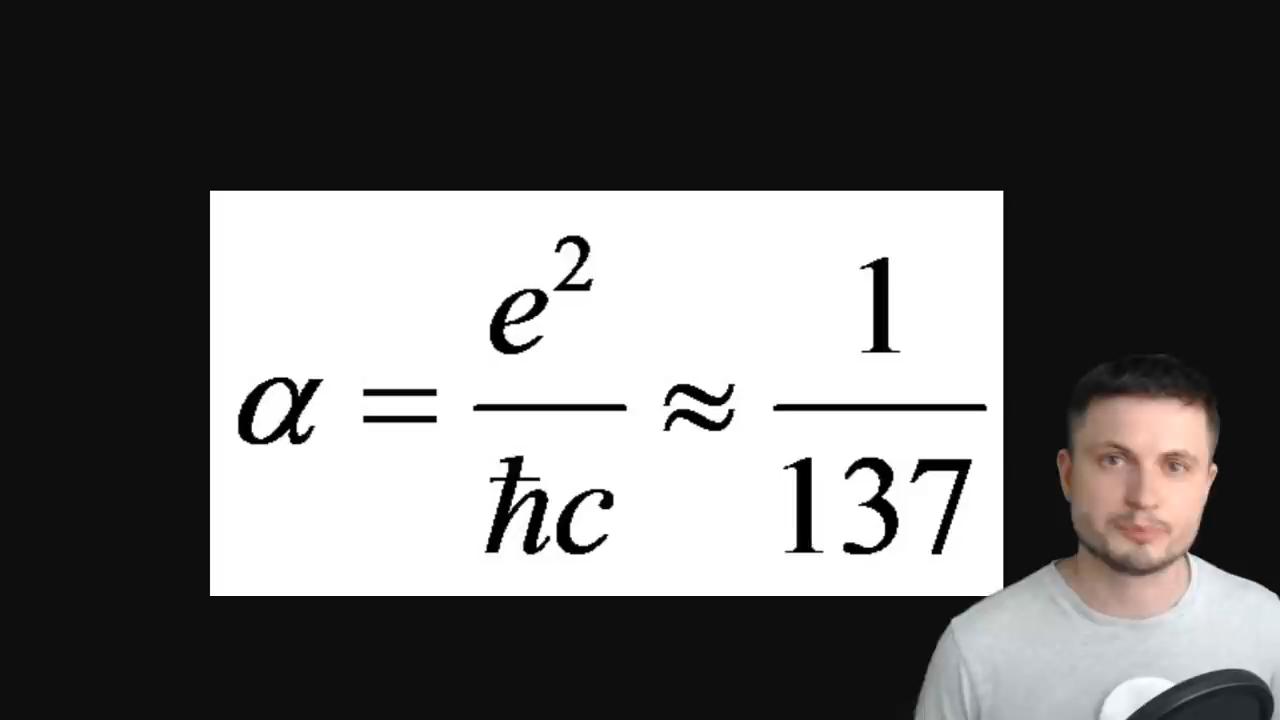 α = e²/ħc ≈ 1/137